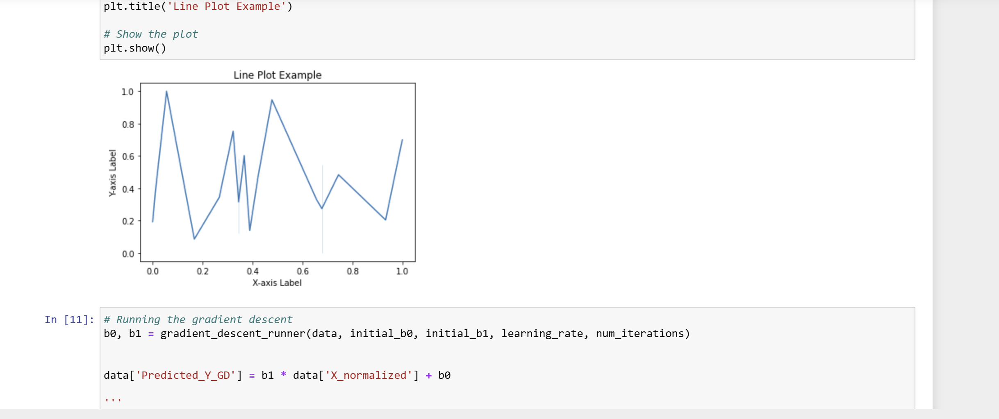 plt.title('Line Plot Example')
# Show the plot
plt.show()
Line Plot Example
1.0
0.8
0.6
0.4
0.2
0.0
Y-axis Label
0.0 0.2 0.4 0.6 0.8 1.0
X-axis Label
In [11]:
# Running the gradient descent
b0, b1 = gradient_descent_runner(data, initial_b0, initial_b1, learning_rate, num_iterations)
data['Predicted_Y_GD'] = b1 * data['X_normalized'] + b0
'''